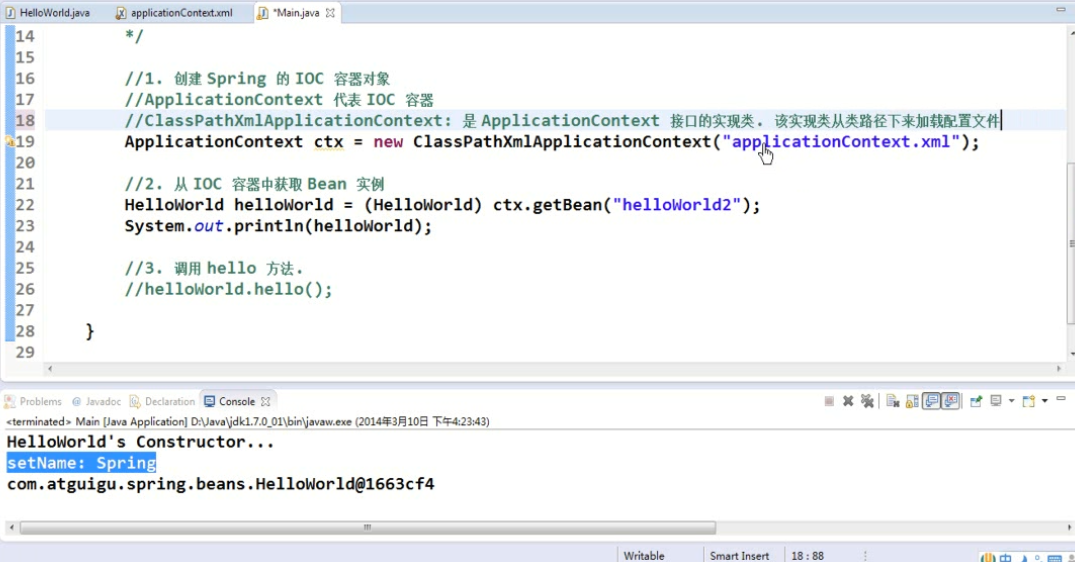 HelloWorld.java applicationContext.xml *Main.java
14 */
15
16 //1. 创建 Spring 的 IOC 容器对象
17 //ApplicationContext 代表 IOC 容器
18 //ClassPathXmlApplicationContext: 是 ApplicationContext 接口的实现类. 该实现类从类路径下来加载配置文件
19 ApplicationContext ctx = new ClassPathXmlApplicationContext("applicationContext.xml");
20
21 //2. 从 IOC 容器中获取 Bean 实例
22 HelloWorld helloWorld = (HelloWorld) ctx.getBean("helloWorld2");
23 System.out.println(helloWorld);
24
25 //3. 调用 hello 方法.
26 //helloWorld.hello();
27
28 }
29
Problems @ Javadoc Declaration Console
<terminated> Main [Java Application] D:\Java\jdk1.7.0_01\bin\javaw.exe (2014年3月10日 下午4:23:43)
HelloWorld's Constructor...
setName: Spring
com.atguigu.spring.beans.HelloWorld@1663cf4
Writable Smart Insert 18 : 88
中